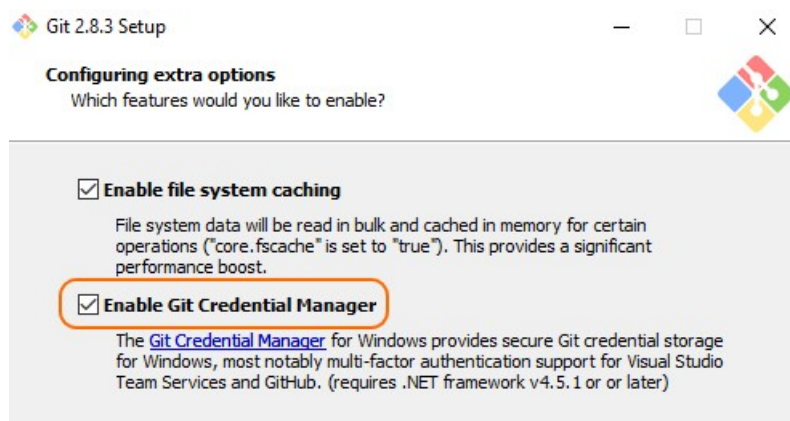 Git 2.8.3 Setup
Configuring extra options
Which features would you like to enable?
Enable file system caching
File system data will be read in bulk and cached in memory for certain
operations ("core.fscache" is set to "true"). This provides a significant
performance boost.
Enable Git Credential Manager
The Git Credential Manager for Windows provides secure Git credential storage
for Windows, most notably multi-factor authentication support for Visual Studio
Team Services and GitHub. (requires .NET framework v4.5.1 or or later)